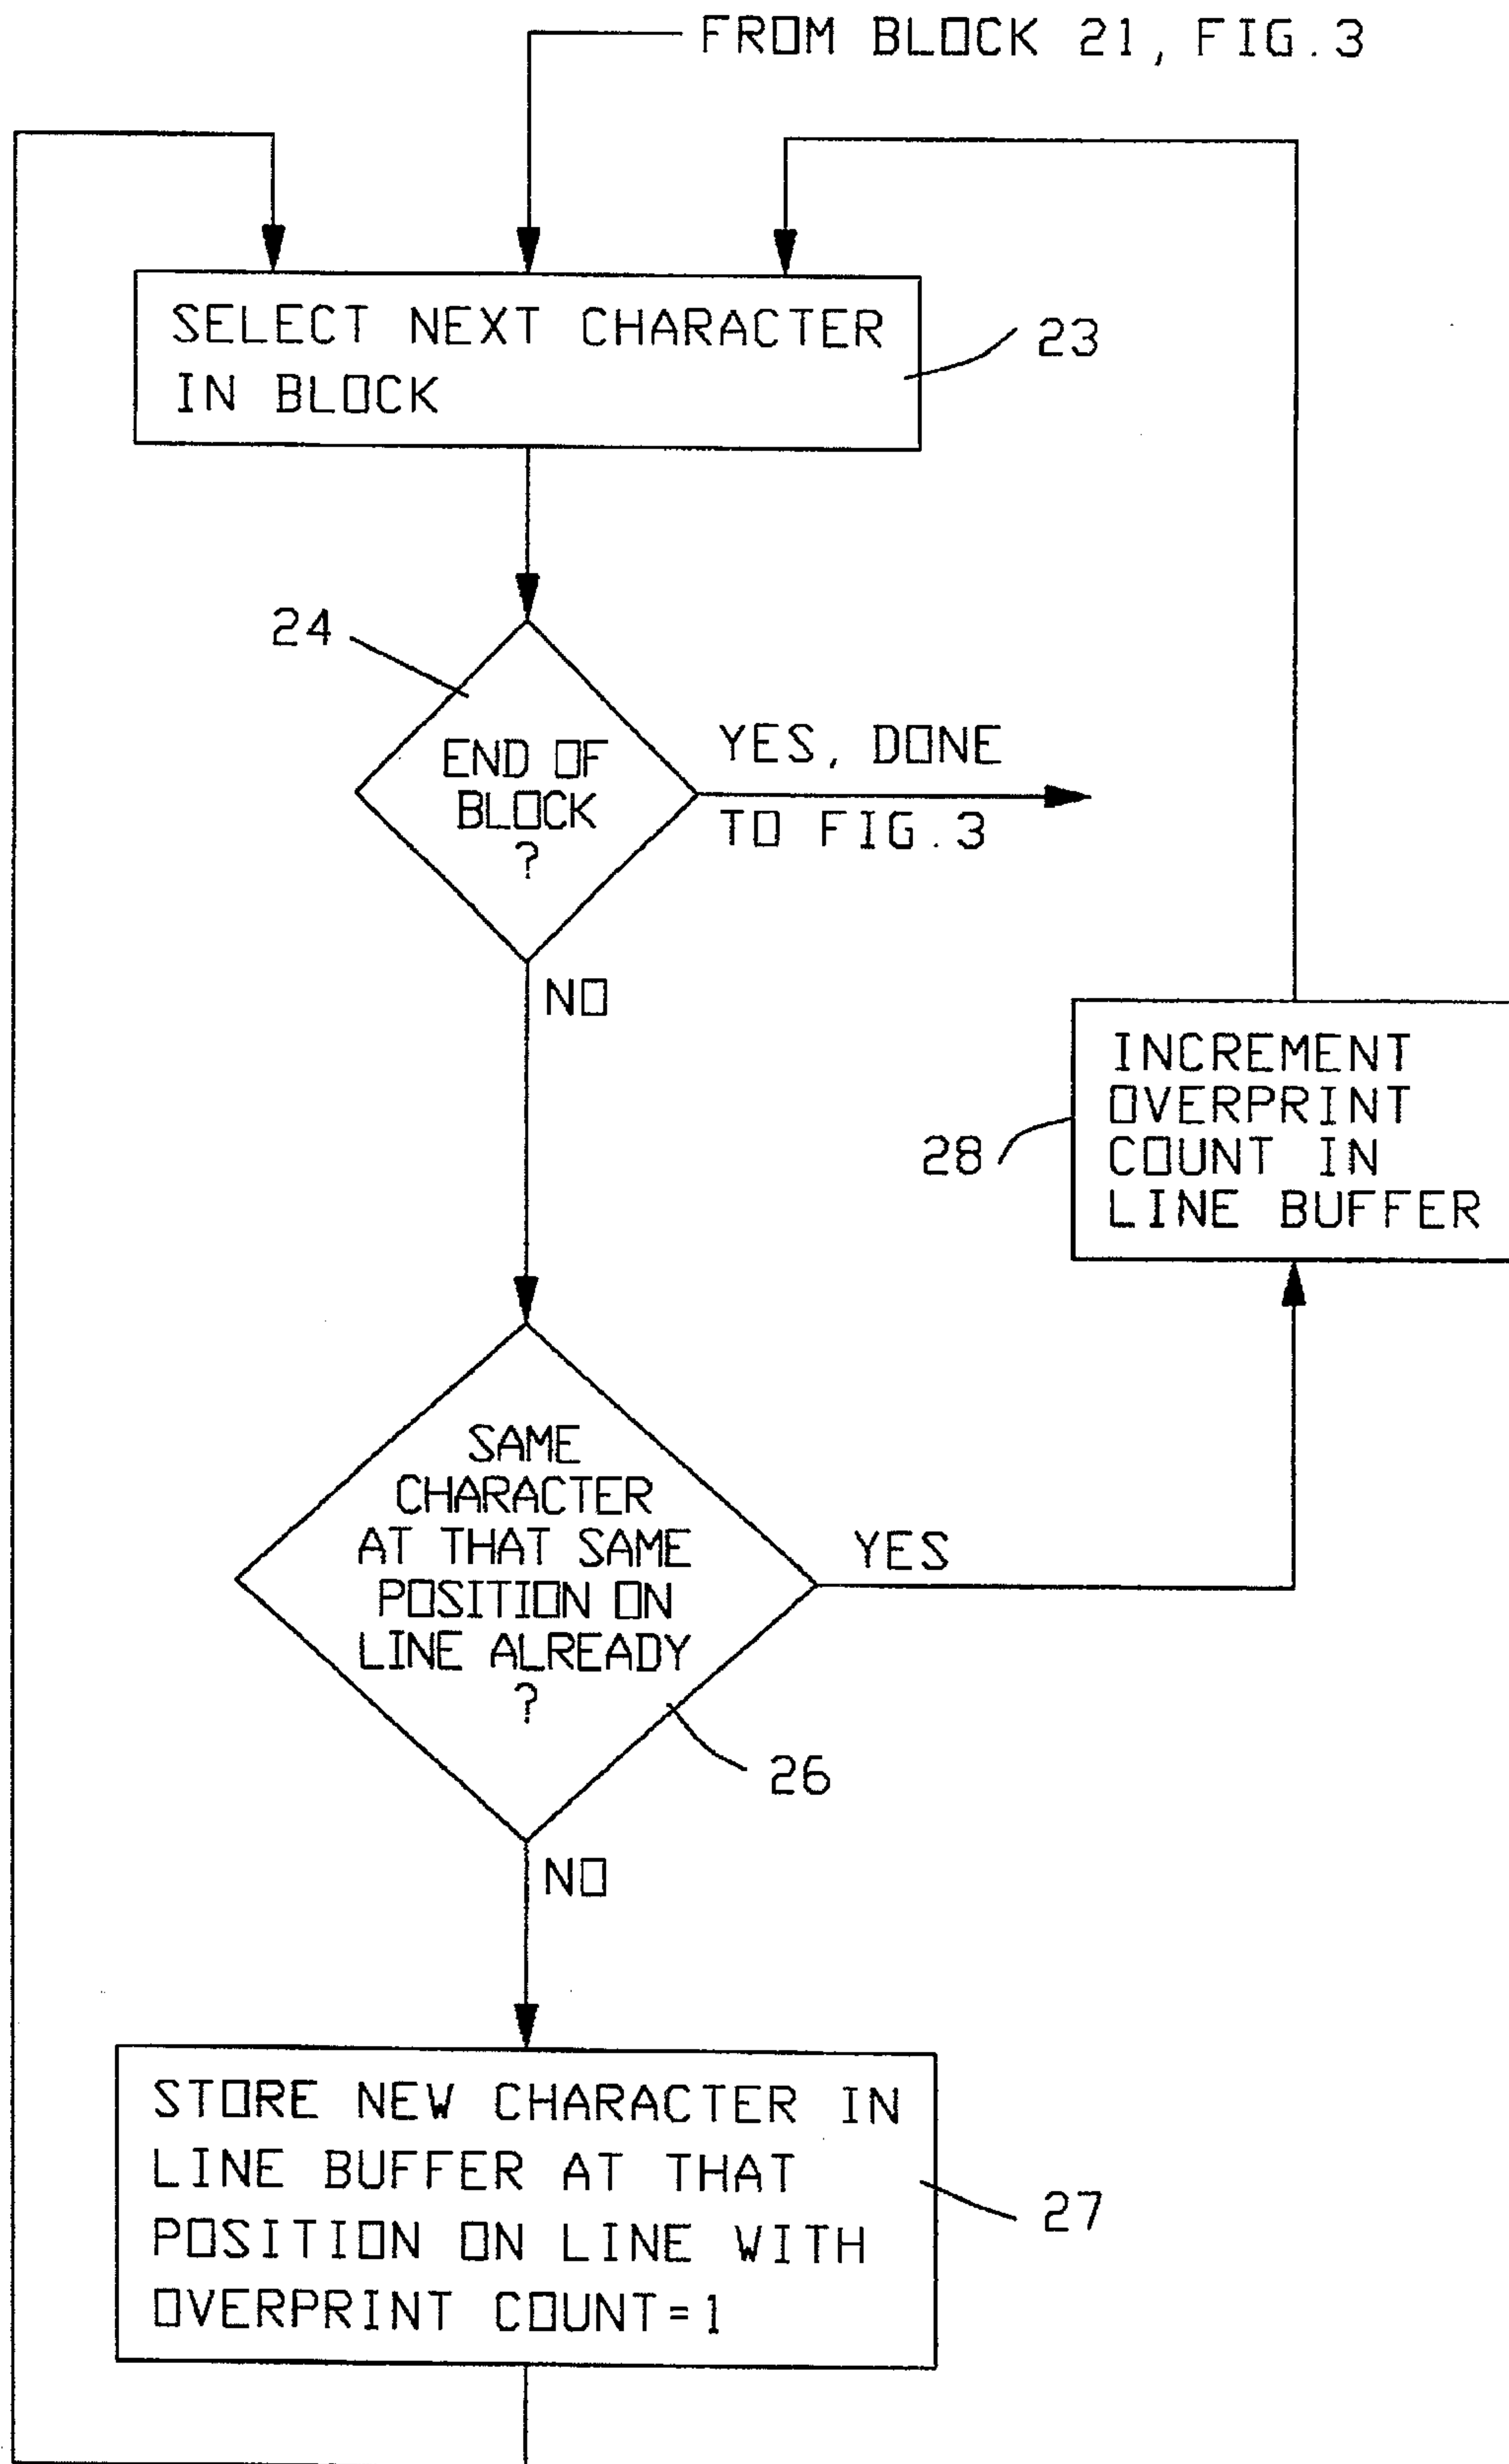 FROM BLOCK 21, FIG.3
SELECT NEXT CHARACTER
IN BLOCK
23
24
END OF
BLOCK
?
YES, DONE
TO FIG.3
NO
INCREMENT
OVERPRINT
COUNT IN
LINE BUFFER
28
SAME
CHARACTER
AT THAT SAME
POSITION ON
LINE ALREADY
?
YES
26
NO
STORE NEW CHARACTER IN
LINE BUFFER AT THAT
POSITION ON LINE WITH
OVERPRINT COUNT=1
27